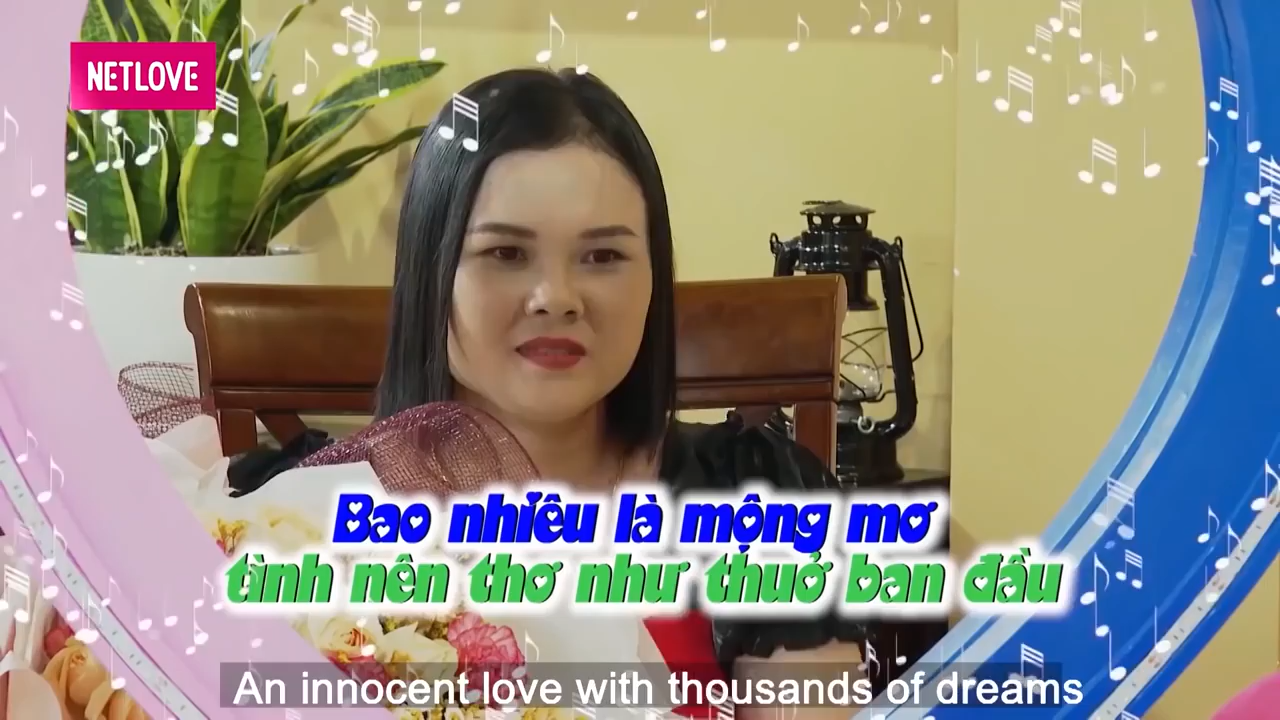 NETLOVE
Bao nhiêu là mộng mơ
tình nên thơ như thuở ban đầu
An innocent love with thousands of dreams